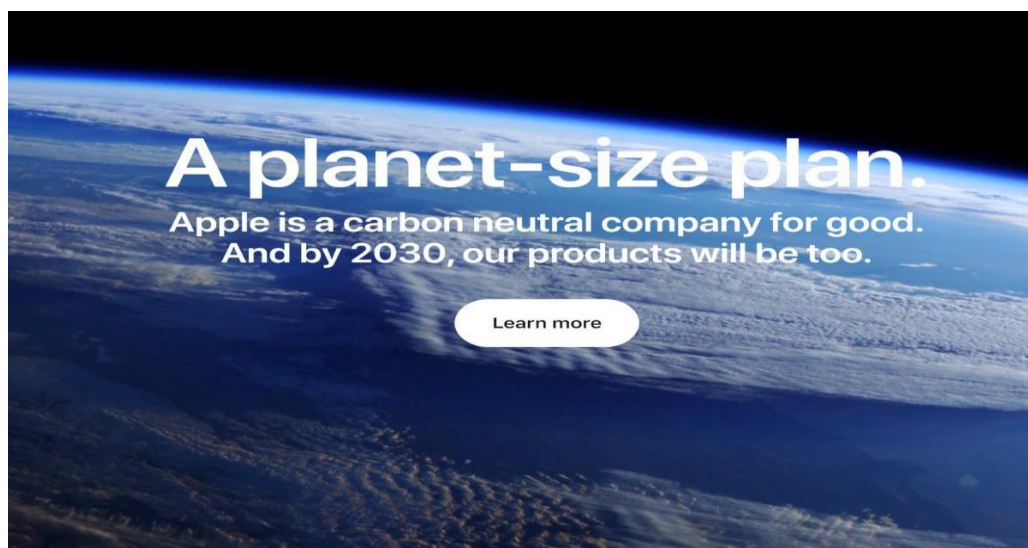 A planet-size plan.
Apple is a carbon neutral company for good.
And by 2030, our products will be too.
Learn more